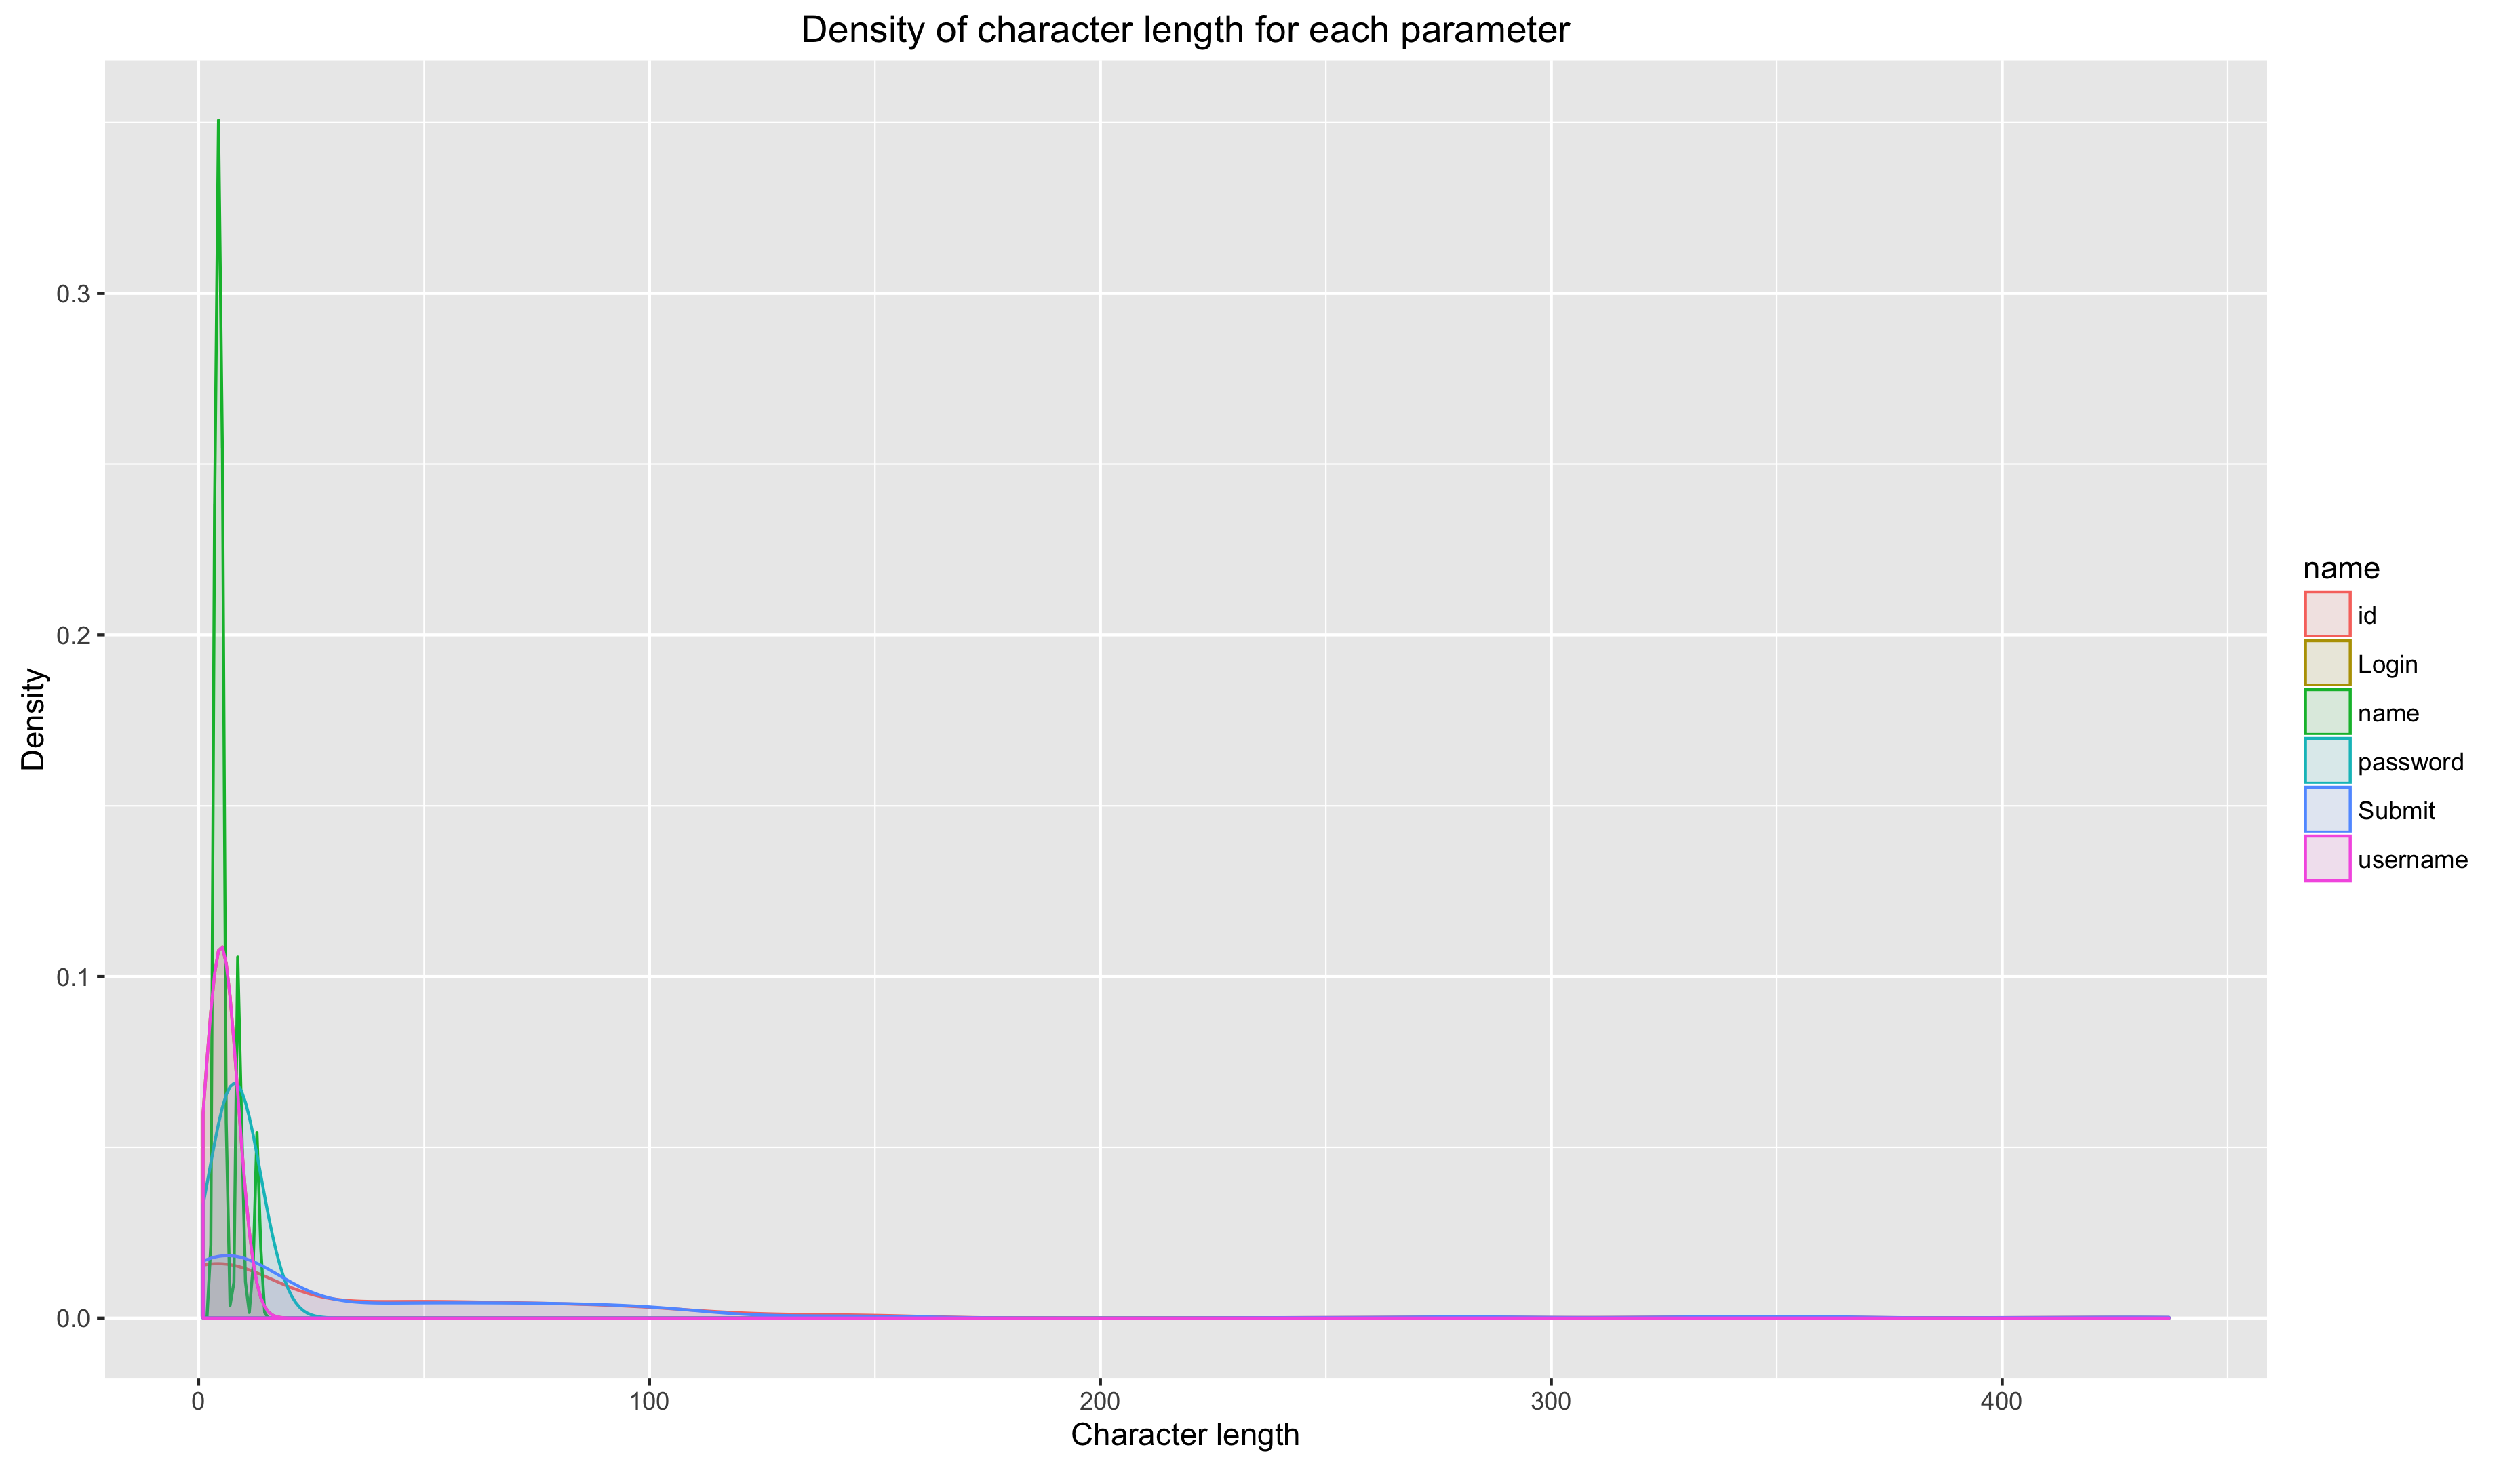 Density of character length for each parameter
0.3
0.2
0.1
0.0
Density
0
100
200
300
400
Character length
name
id
Login
name
password
Submit
username